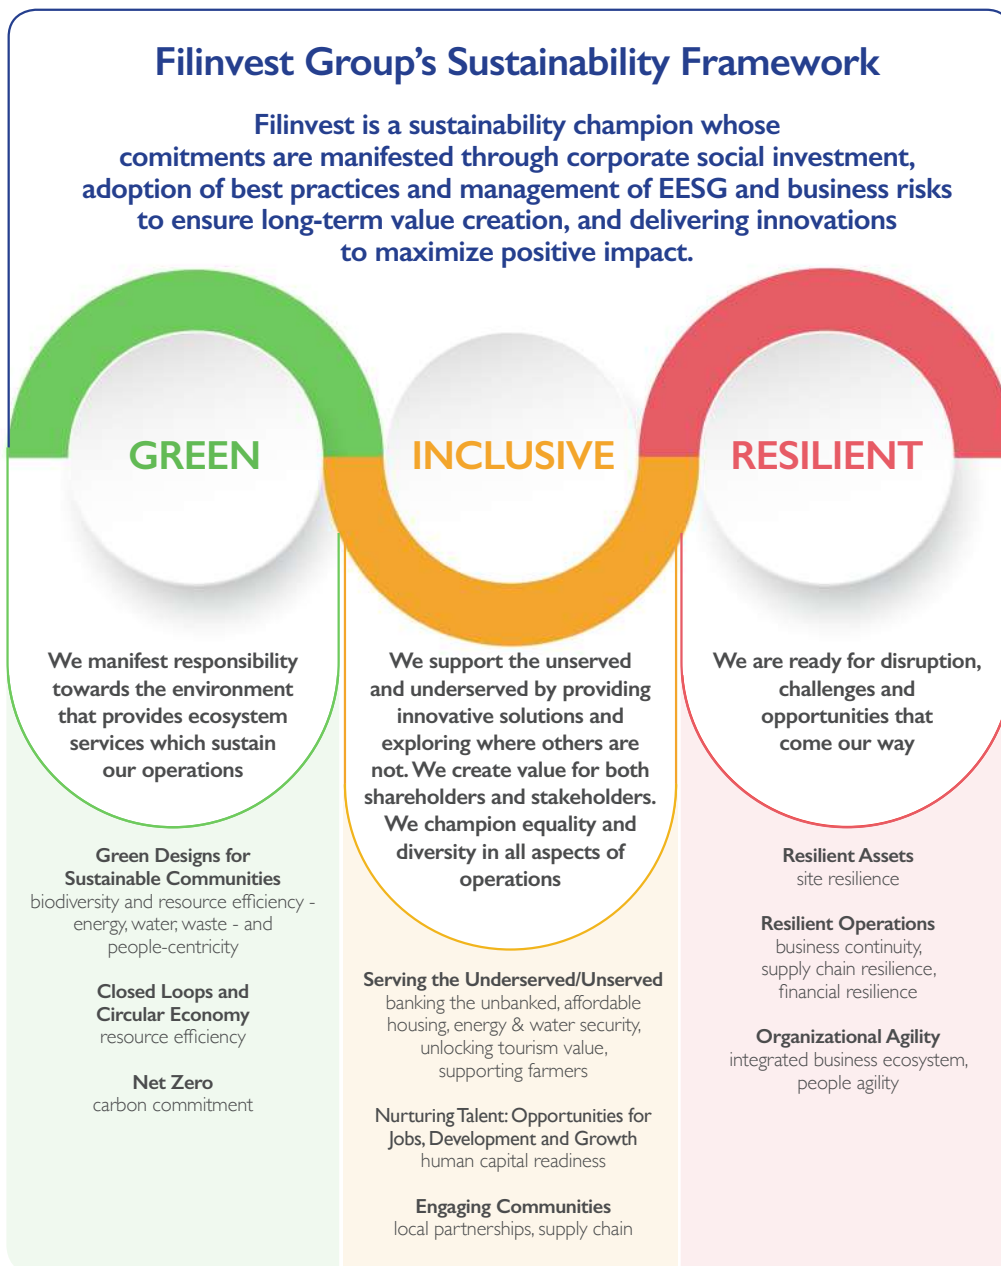 Filinvest Group's Sustainability Framework
Filinvest is a sustainability champion whose
comitments are manifested through corporate social investment,
adoption of best practices and management of EESG and business risks
to ensure long-term value creation, and delivering innovations
to maximize positive impact.
GREEN
We manifest responsibility
towards the environment
that provides ecosystem
services which sustain
our operations
Green Designs for
Sustainable Communities
biodiversity and resource efficiency -
energy, water, waste - and
people-centricity
Closed Loops and
Circular Economy
resource efficiency
Net Zero
carbon commitment
INCLUSIVE
We support the unserved
and underserved by providing
innovative solutions and
exploring where others are
not. We create value for both
shareholders and stakeholders.
We champion equality and
diversity in all aspects of
operations
Serving the Underserved/Unserved
banking the unbanked, affordable
housing, energy & water security,
unlocking tourism value,
supporting farmers
Nurturing Talent: Opportunities for
Jobs, Development and Growth
human capital readiness
Engaging Communities
local partnerships, supply chain
RESILIENT
We are ready for disruption,
challenges and
opportunities that
come our way
Resilient Assets
site resilience
Resilient Operations
business continuity,
supply chain resilience,
financial resilience
Organizational Agility
integrated business ecosystem,
people agility